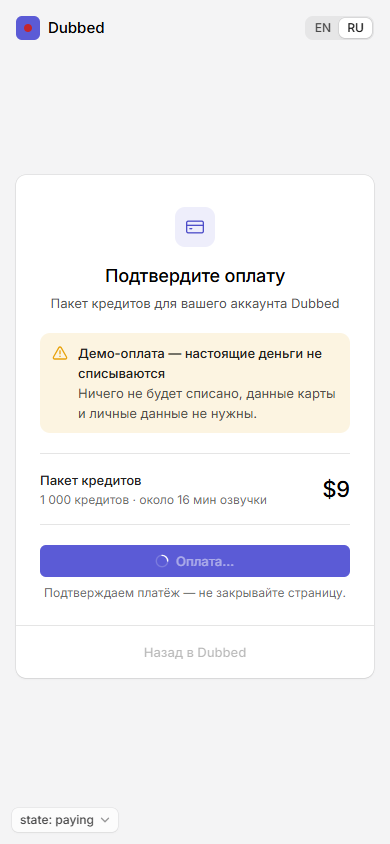 Dubbed
EN RU
Подтвердите оплату
Пакет кредитов для вашего аккаунта Dubbed
Демо-оплата — настоящие деньги не
списываются
Ничего не будет списано, данные карты
и личные данные не нужны.
Пакет кредитов
1 000 кредитов · около 16 мин озвучки
$9
Оплата...
Подтверждаем платёж — не закрывайте страницу.
Назад в Dubbed
state: paying